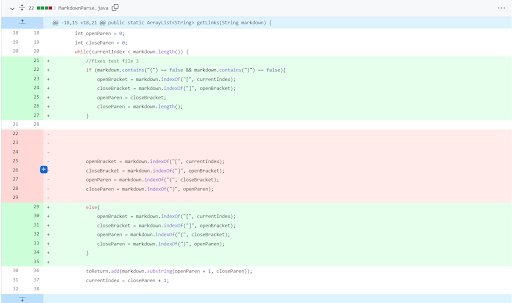 22 MarkdownParse.java
@@ -18,15 +18,21 @@ public static ArrayList<String> getLinks(String markdown) {
18 18 int openParen = 0;
19 19 int closeParen = 0;
20 20 while(currentIndex < markdown.length()) {
21 + //fixes test file 3
22 + if (markdown.contains("(") == false && markdown.contains(")") == false){
23 + openBracket = markdown.indexOf("[", currentIndex);
24 + closeBracket = markdown.indexOf("]", openBracket);
25 + openParen = closeBracket;
26 + closeParen = markdown.length();
27 + }
21 28
22 -
23 -
24 -
25 - openBracket = markdown.indexOf("[", currentIndex);
26 - closeBracket = markdown.indexOf("]", openBracket);
27 - openParen = markdown.indexOf("(", closeBracket);
28 - closeParen = markdown.indexOf(")", openParen);
29 -
29 + else{
30 + openBracket = markdown.indexOf("[", currentIndex);
31 + closeBracket = markdown.indexOf("]", openBracket);
32 + openParen = markdown.indexOf("(", closeBracket);
33 + closeParen = markdown.indexOf(")", openParen);
34 + }
35 +
30 36 toReturn.add(markdown.substring(openParen + 1, closeParen));
31 37 currentIndex = closeParen + 1;
32 38